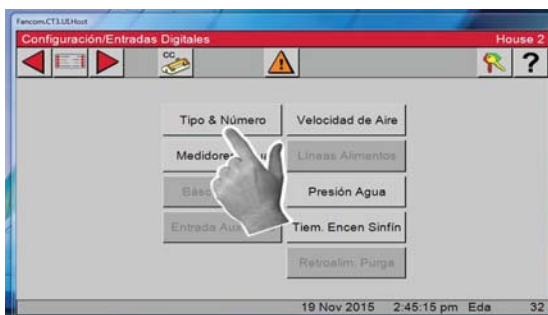 Fancom.CT3.UI.Host
Configuración/Entradas Digitales House 2
CC
?
Tipo & Número Velocidad de Aire
Medidores Líneas Alimentos
Presión Agua
Entrada Aux Tiem. Encen Sinfín
Retroalim. Purga
19 Nov 2015 2:45:15 pm Eda 32